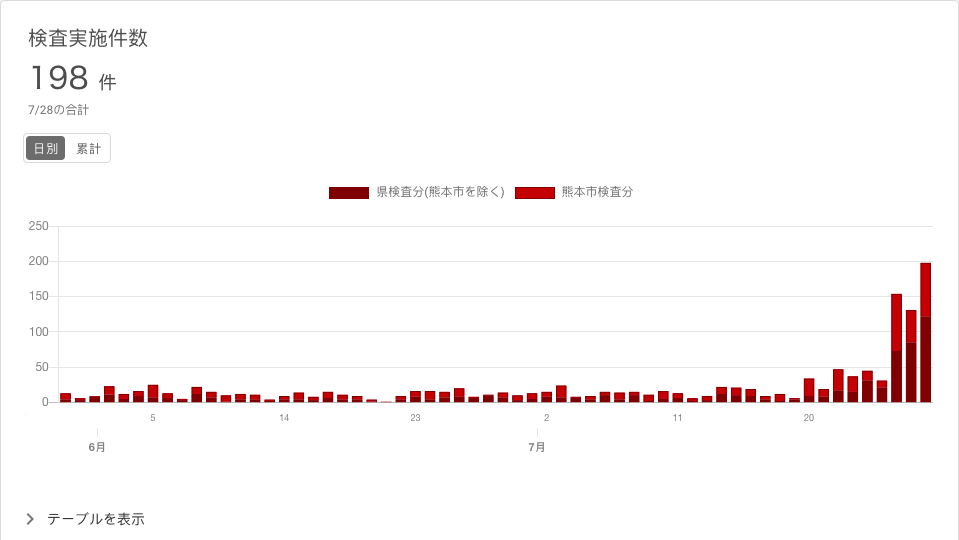 検査実施件数
198 件
7/28の合計
日別 累計
県検査分(熊本市を除く) 熊本市検査分
250
200
150
100
50
0
5 14 23 2 11 20
6月 7月
テーブルを表示